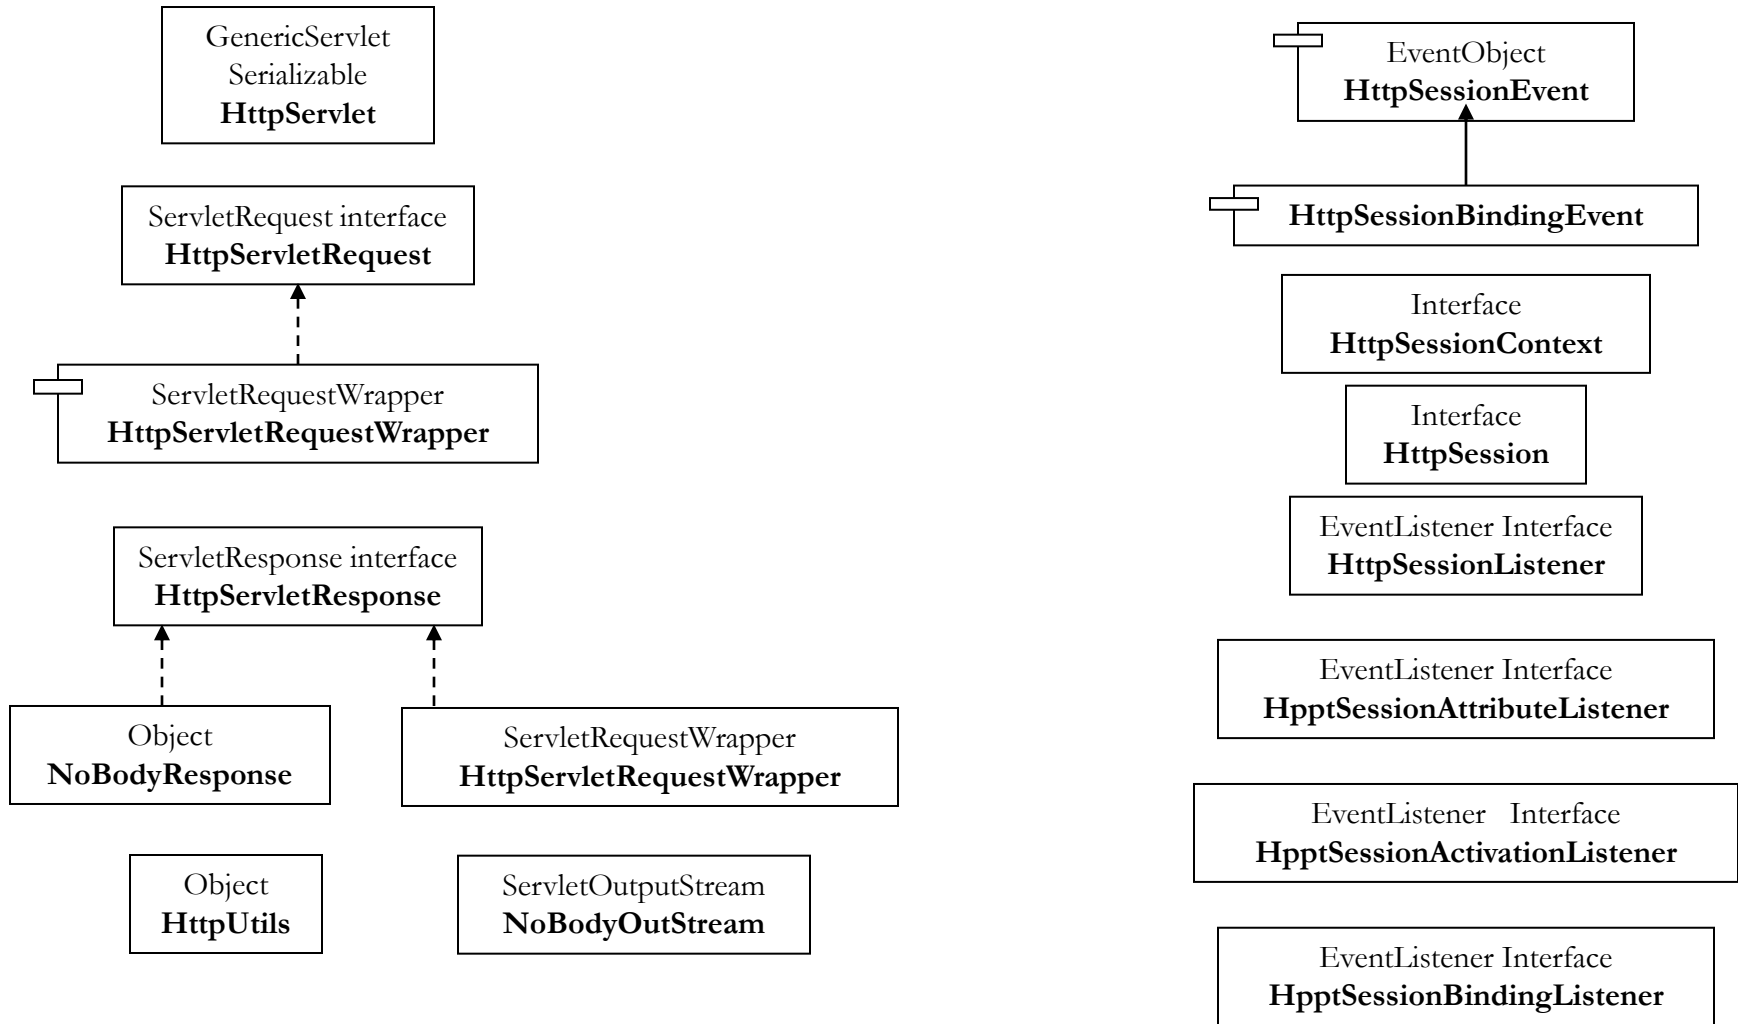 GenericServlet
Serializable
HttpServlet
ServletRequest interface
HttpServletRequest
ServletRequestWrapper
HttpServletRequestWrapper
ServletResponse interface
HttpServletResponse
Object
NoBodyResponse
ServletRequestWrapper
HttpServletRequestWrapper
Object
HttpUtils
ServletOutputStream
NoBodyOutStream
EventObject
HttpSessionEvent
HttpSessionBindingEvent
Interface
HttpSessionContext
Interface
HttpSession
EventListener Interface
HttpSessionListener
EventListener Interface
HpptSessionAttributeListener
EventListener Interface
HpptSessionActivationListener
EventListener Interface
HpptSessionBindingListener